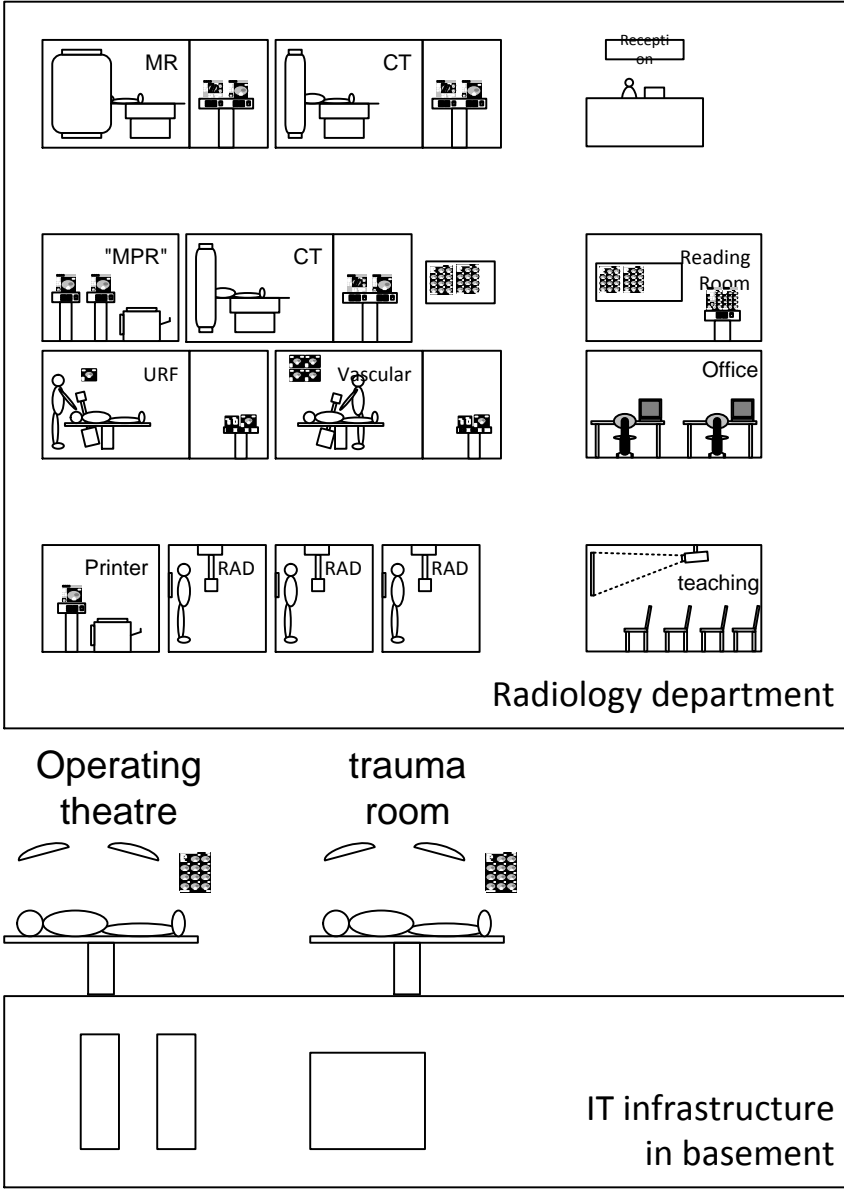 MR
CT
Recepti
on
"MPR"
CT
Reading
Room
URF
Vascular
Office
Printer
RAD
RAD
RAD
teaching
Radiology department
Operating
theatre
trauma
room
IT infrastructure
in basement